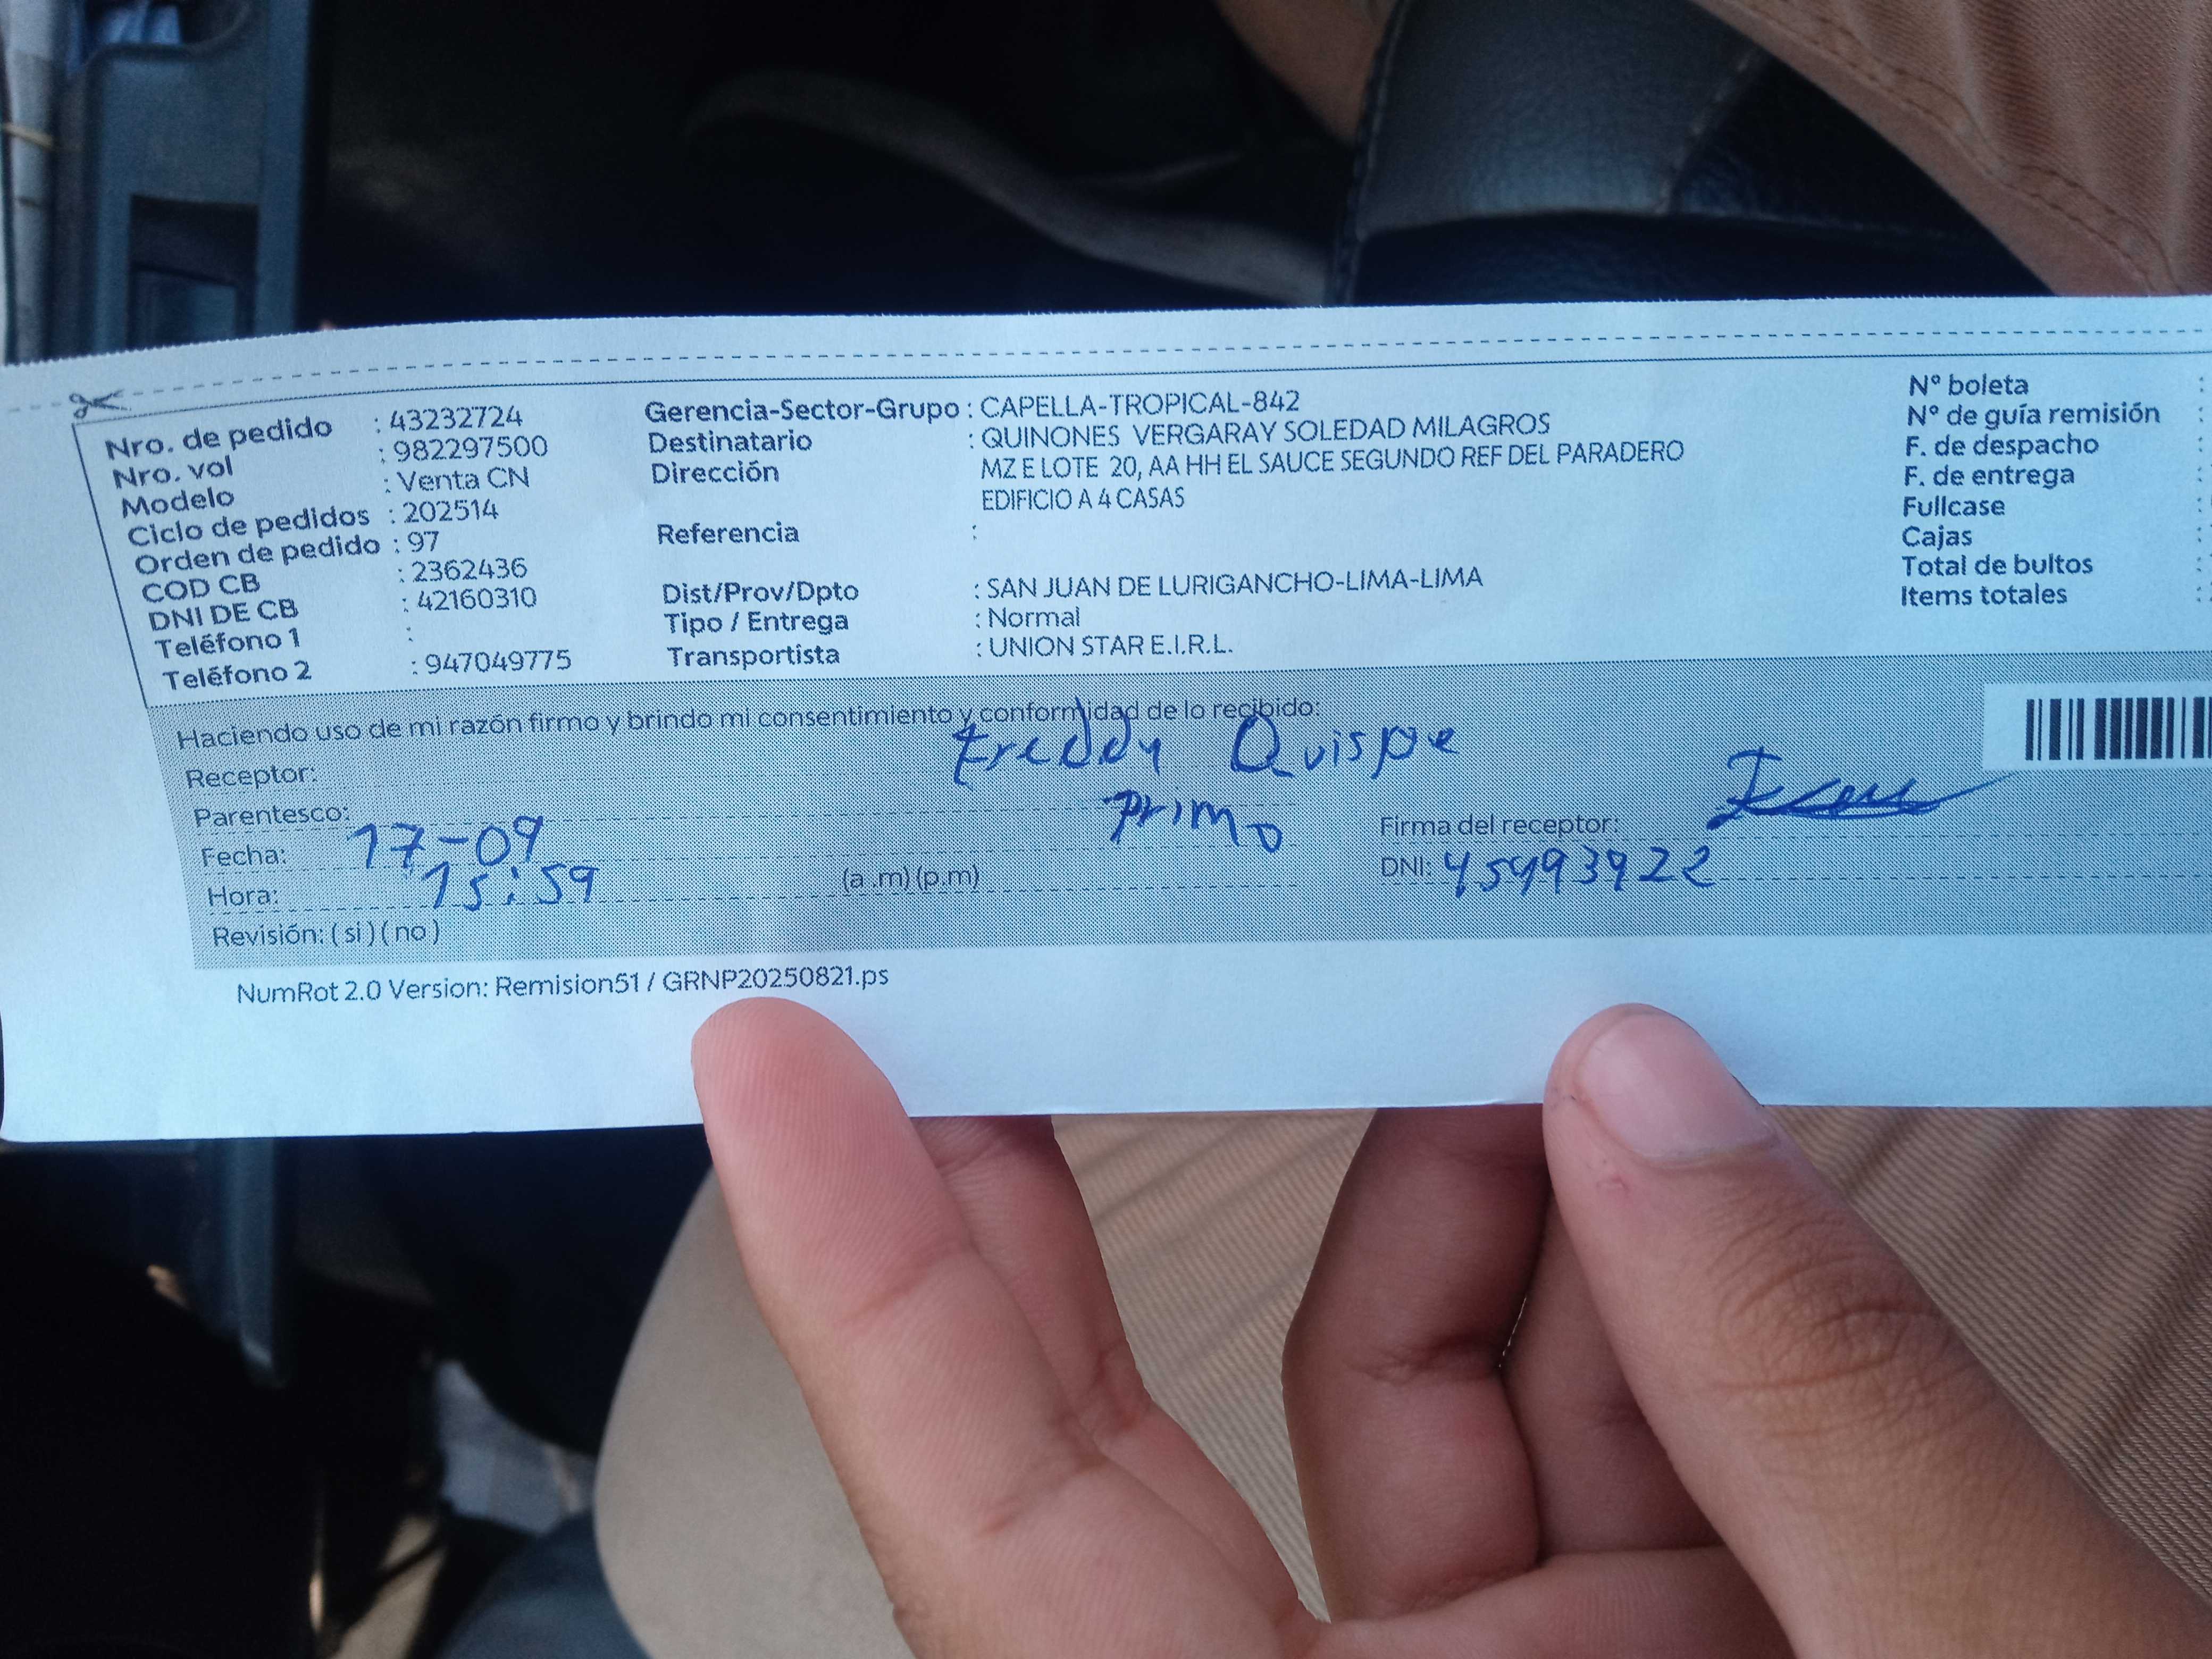 Nro. de pedido : 43232724
Nro. vol : 982297500
Modelo : Venta CN
Ciclo de pedidos : 202514
Orden de pedido : 97
COD CB : 2362436
DNI DE CB : 42160310
Teléfono 1 :
Teléfono 2 : 947049775
Gerencia-Sector-Grupo : CAPELLA-TROPICAL-842
Destinatario : QUINONES VERGARAY SOLEDAD MILAGROS
Dirección MZ E LOTE 20, AA HH EL SAUCE SEGUNDO REF DEL PARADERO
EDIFICIO A 4 CASAS
Referencia :
Dist/Prov/Dpto : SAN JUAN DE LURIGANCHO-LIMA-LIMA
Tipo / Entrega : Normal
Transportista : UNION STAR E.I.R.L.
N° boleta :
N° de guía remisión :
F. de despacho :
F. de entrega :
Fullcase :
Cajas :
Total de bultos :
Items totales :
Haciendo uso de mi razón firmo y brindo mi consentimiento y conformidad de lo recibido:
Receptor: Freddy Quispe
Parentesco: Primo
Fecha: 17-09
Hora: 15:59 (a.m) (p.m)
Revisión: ( si ) ( no )
Firma del receptor:
DNI: 45493922
NumRot 2.0 Version: Remision51 / GRNP20250821.ps